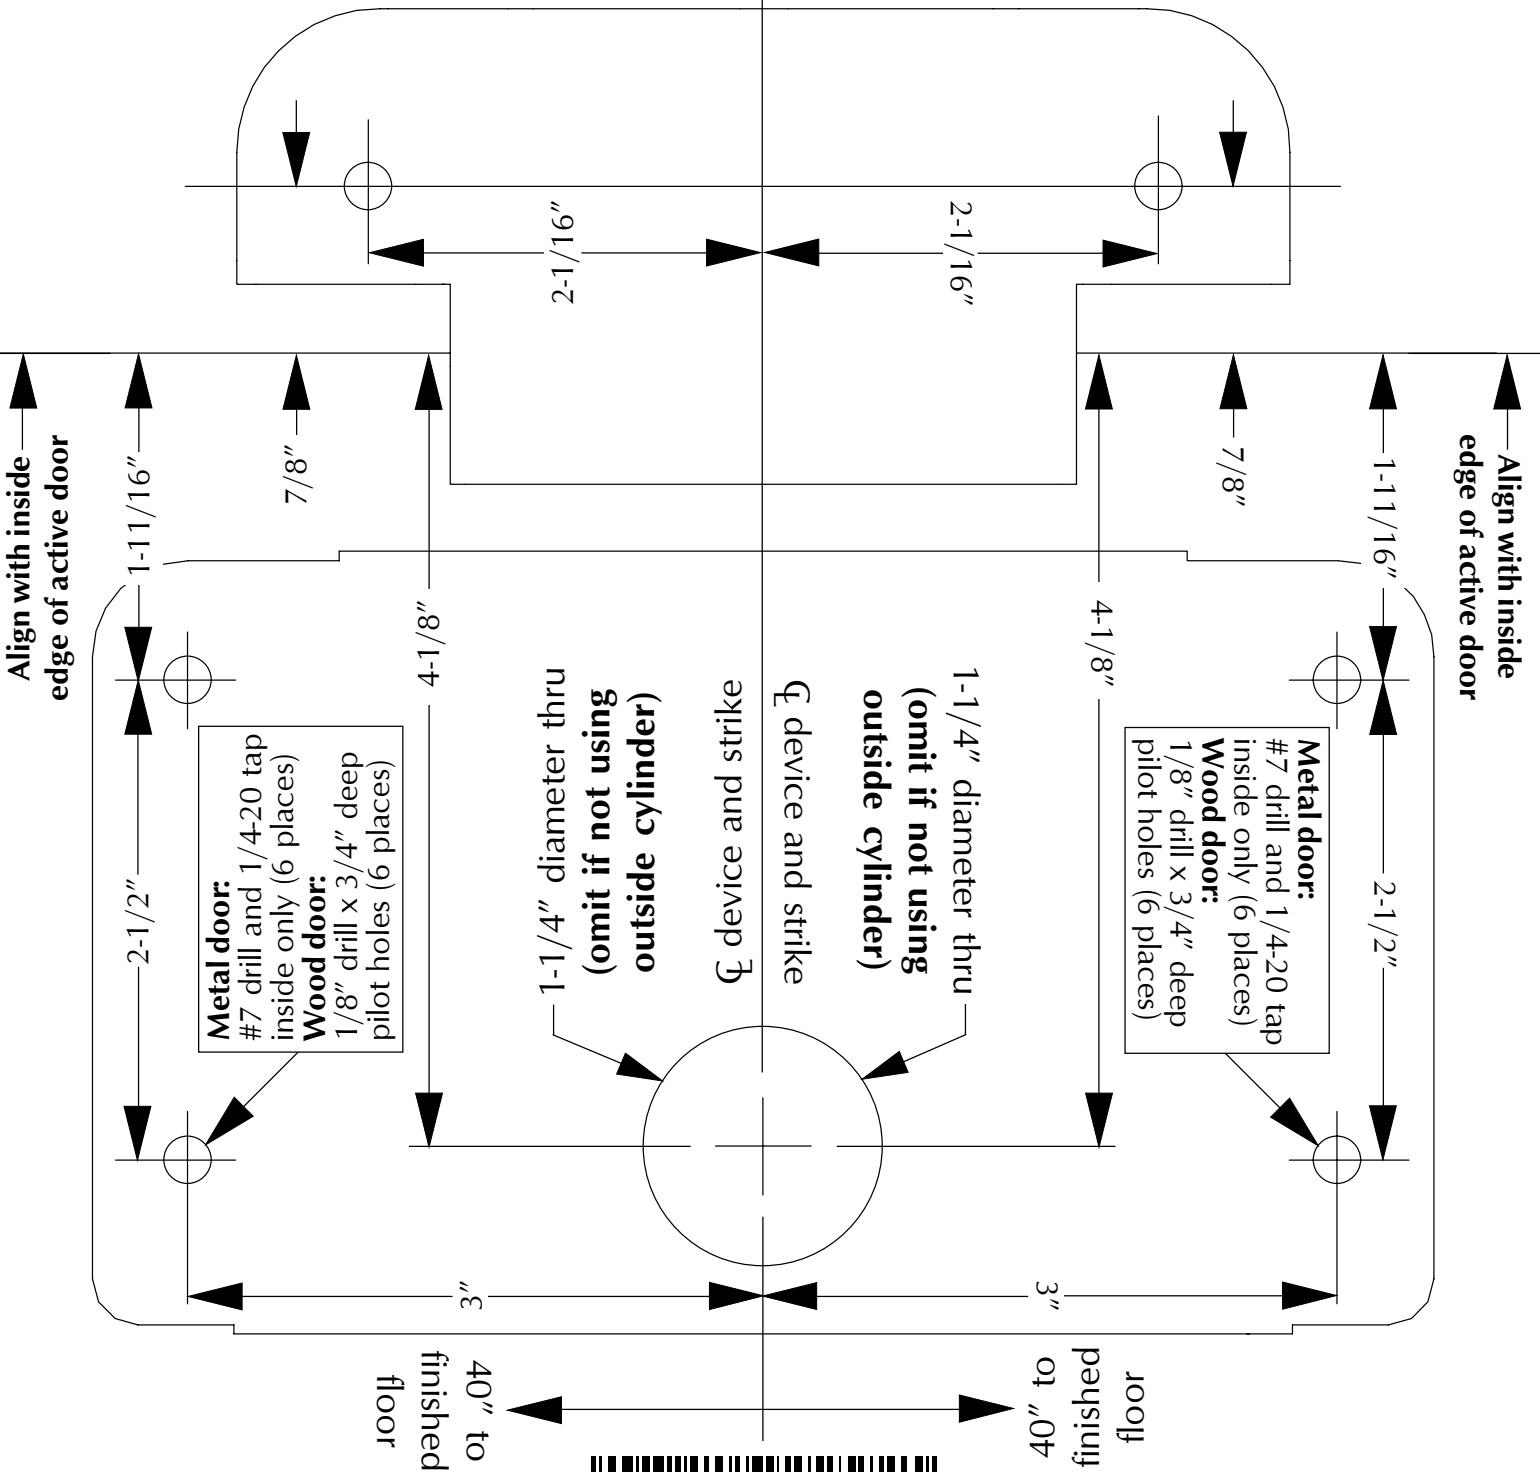 2-1/16"
2-1/16"
Align with inside
edge of active door
1-11/16"
7/8"
4-1/8"
4-1/8"
7/8"
1-11/16"
Align with inside
edge of active door
1-1/4" diameter thru
(omit if not using
outside cylinder)
℄ device and strike
℄ device and strike
1-1/4" diameter thru
(omit if not using
outside cylinder)
Metal door:
#7 drill and 1/4-20 tap
inside only (6 places)
Wood door:
1/8" drill x 3/4" deep
pilot holes (6 places)
Metal door:
#7 drill and 1/4-20 tap
inside only (6 places)
Wood door:
1/8" drill x 3/4" deep
pilot holes (6 places)
2-1/2"
2-1/2"
3"
3"
40" to
finished
floor
40" to
finished
floor